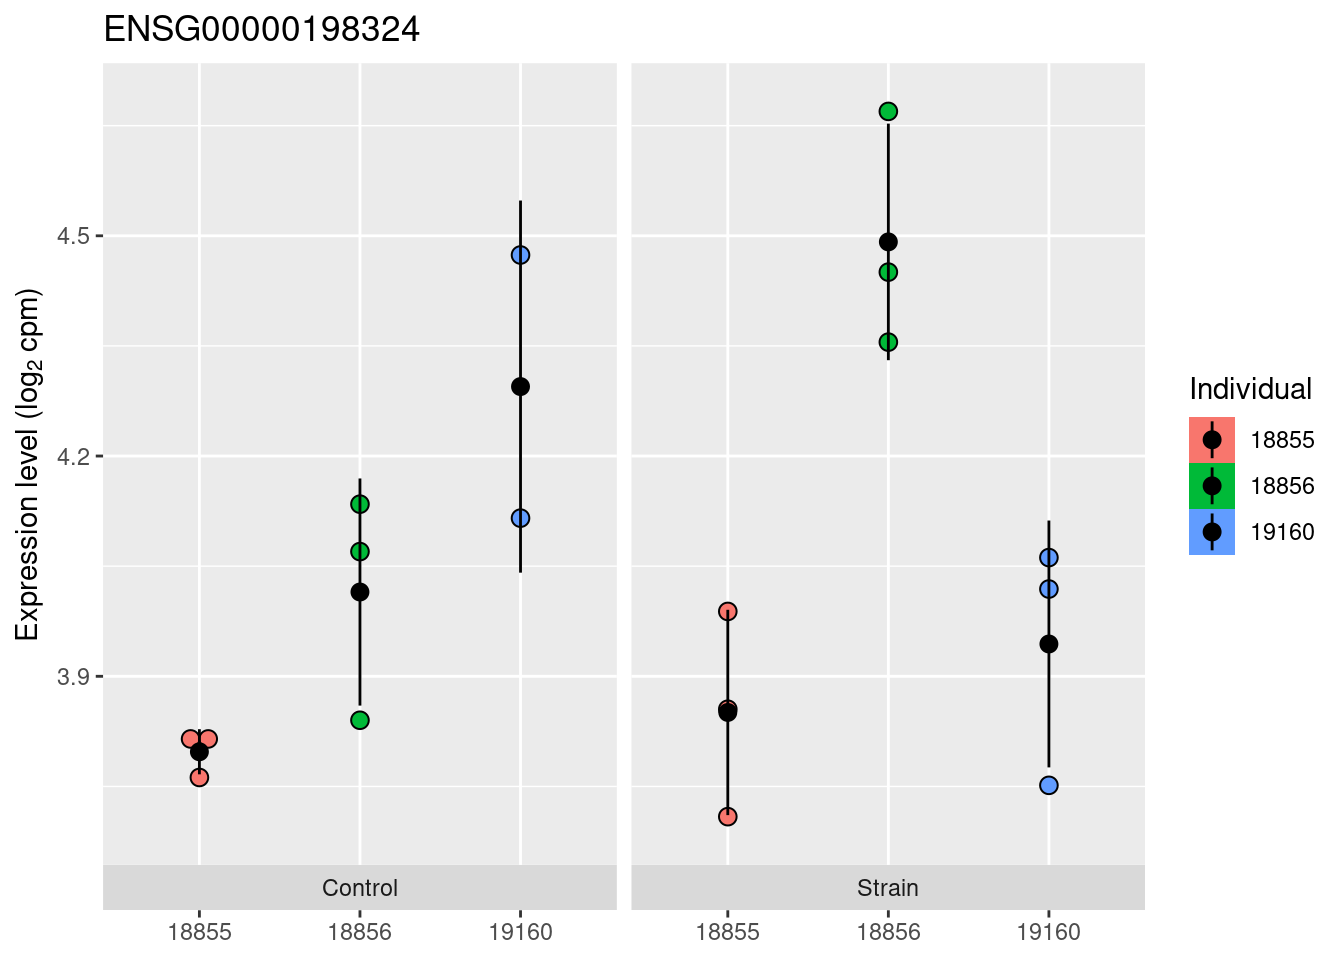 ENSG00000198324
Expression level (log2 cpm)
4.5
4.2
3.9
Control
Strain
18855
18856
19160
18855
18856
19160
Individual
18855
18856
19160